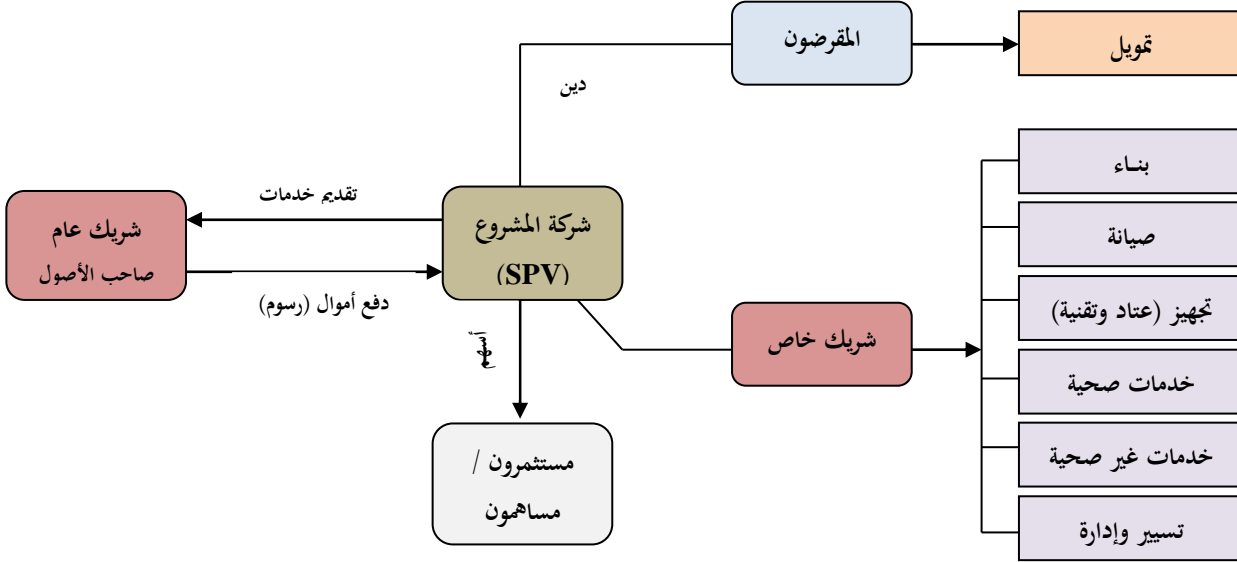 المقرضون
تمويل
دين
بناء
صيانة
تجهيز (عتاد وتقنية)
خدمات صحية
خدمات غير صحية
تسيير وإدارة
شريك خاص
شركة المشروع
(SPV)
تقديم خدمات
دفع أموال (رسوم)
شريك عام
صاحب الأصول
أسهم
مستثمرون /
مساهمون